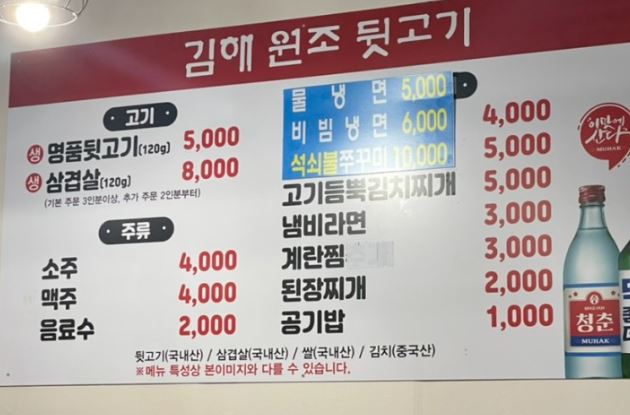 김해 원조 뒷고기
고기
생 명품뒷고기(120g) 5,000
생 삼겹살(120g) 8,000
(기본 주문 3인분이상, 추가 주문 2인분부터)
주류
소주 4,000
맥주 4,000
음료수 2,000
물냉면 5,000
비빔냉면 6,000
석쇠불쭈꾸미 10,000
4,000
5,000
고기듬뿍김치찌개 5,000
냄비라면 3,000
계란찜 3,000
된장찌개 2,000
공기밥 1,000
뒷고기(국내산) / 삼겹살(국내산) / 쌀(국내산) / 김치(중국산)
※메뉴 특성상 본이미지와 다를 수 있습니다.
이맛에
산다
MUHAK
청춘
MUHAK